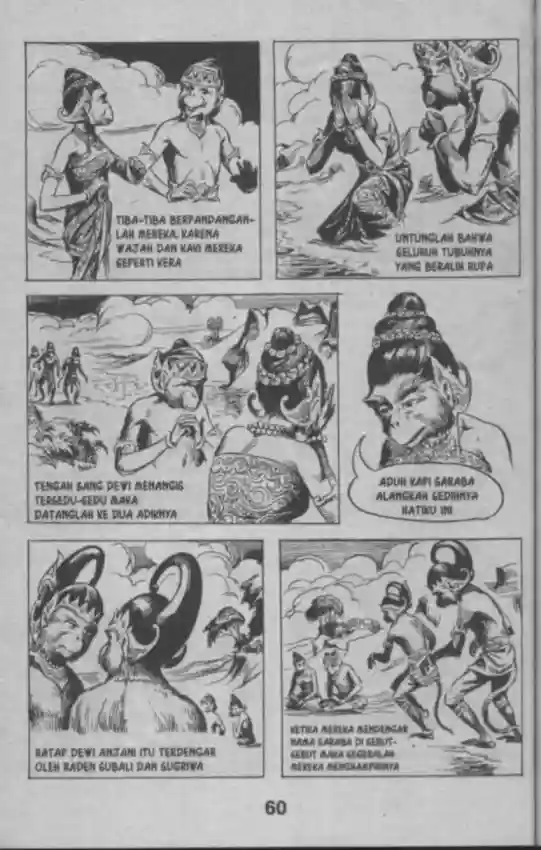 TIBA-TIBA BERPANDANGAN-
LAH MEREKA, KARENA
WAJAH DAN KAKI MEREKA
SEPERTI KERA
UNTUNGLAH BAHWA
SELURUH TUBUHNYA
YANG BERALIH RUPA
TENGAH SANG DEWI MENANGIS
TERSEDU-SEDU MAKA
DATANGLAH KE DUA ADIKNYA
ADUH KAPI SARABA
ALANGKAH SEDIHNYA
HATIKU INI
RATAP DEWI ANJANI ITU TERDENGAR
OLEH RADEN SUBALI DAN SUGRIWA
KETIKA MEREKA MENDENGAR
NAMA SARABA DI SEBUT-
SEBUT MAKA SEGERALAH
MEREKA MENGHAMPIRINYA
60